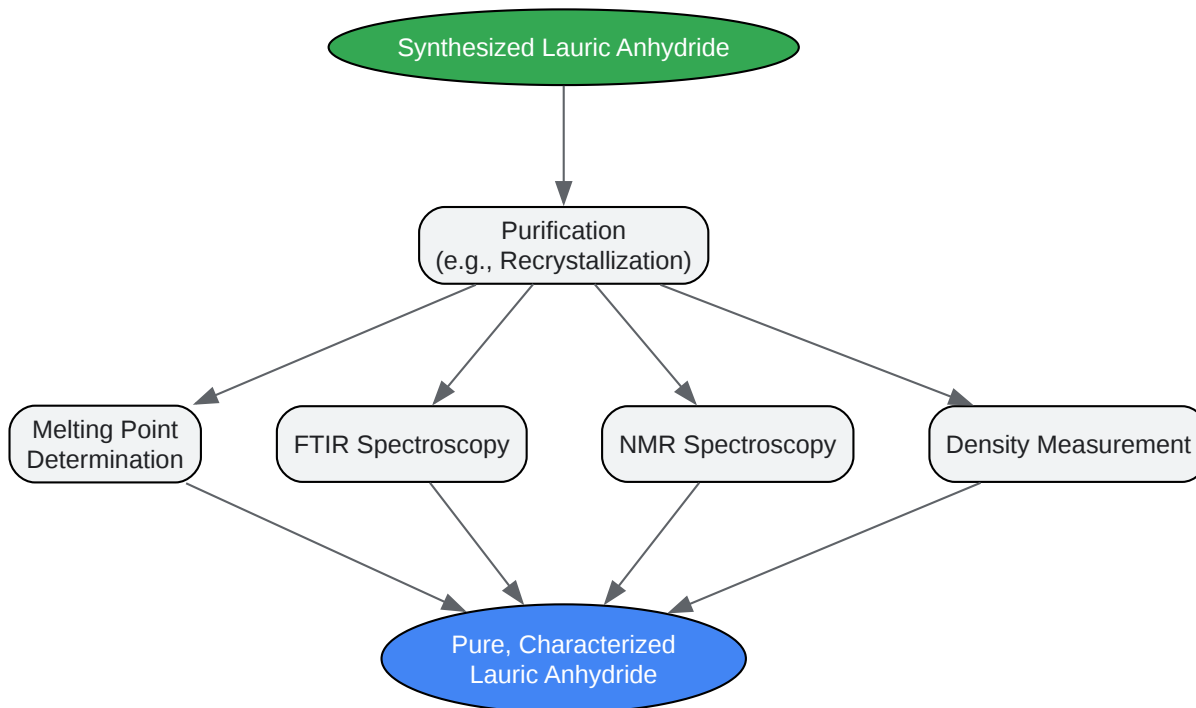 Synthesized Lauric Anhydride
Purification
(e.g., Recrystallization)
Melting Point
Determination
FTIR Spectroscopy
NMR Spectroscopy
Density Measurement
Pure, Characterized
Lauric Anhydride